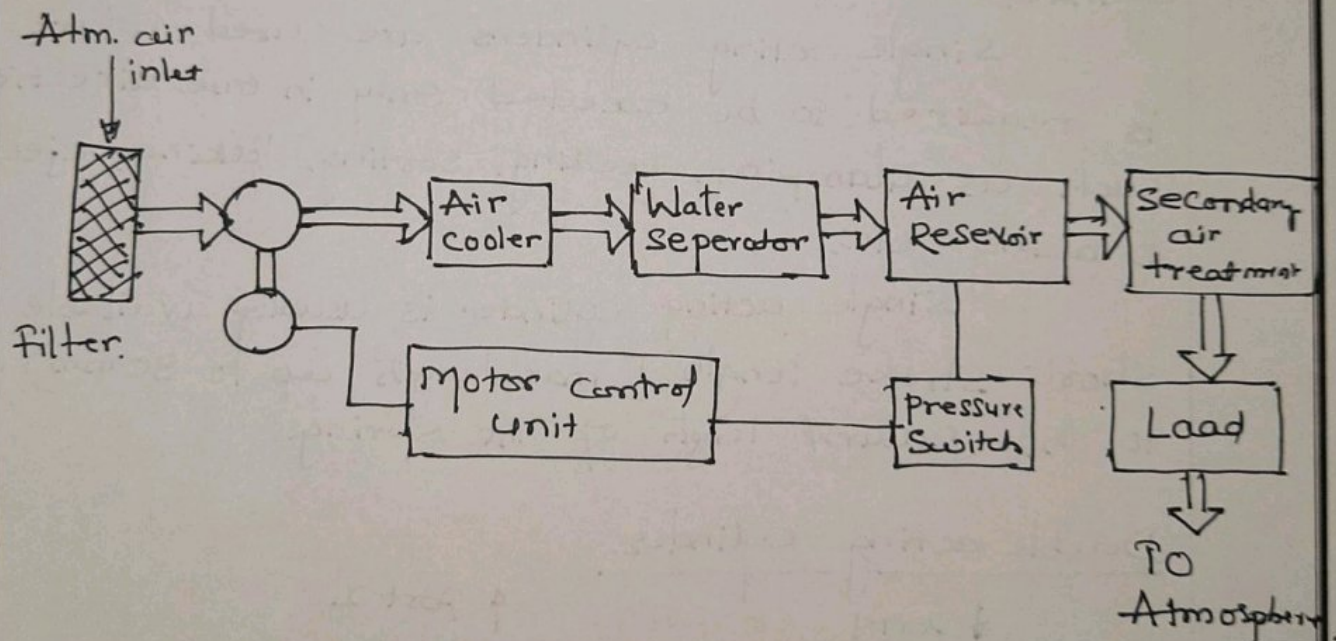 Atm. air
inlet
Filter.
Air
cooler
Water
Seperator
Air
Resevoir
Secondary
air
treatment
Motor Control
Unit
Pressure
Switch
Load
TO
Atmosphere